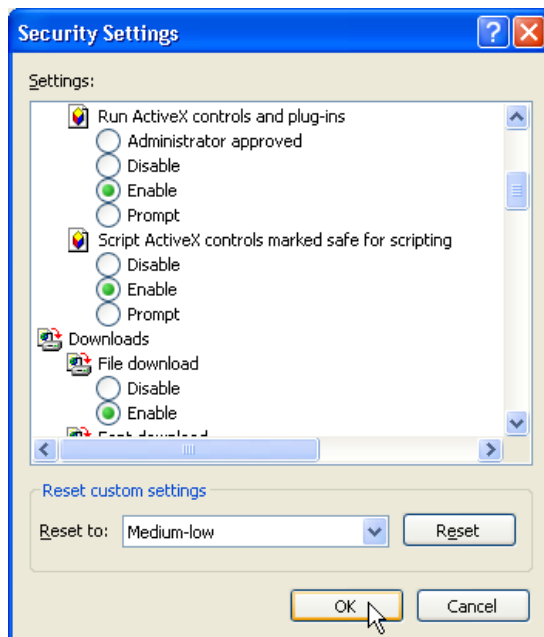 Security Settings
Settings:
Run ActiveX controls and plug-ins
Administrator approved
Disable
Enable
Prompt
Script ActiveX controls marked safe for scripting
Disable
Enable
Prompt
Downloads
File download
Disable
Enable
Font download
Reset custom settings
Reset to: Medium-low Reset
OK Cancel